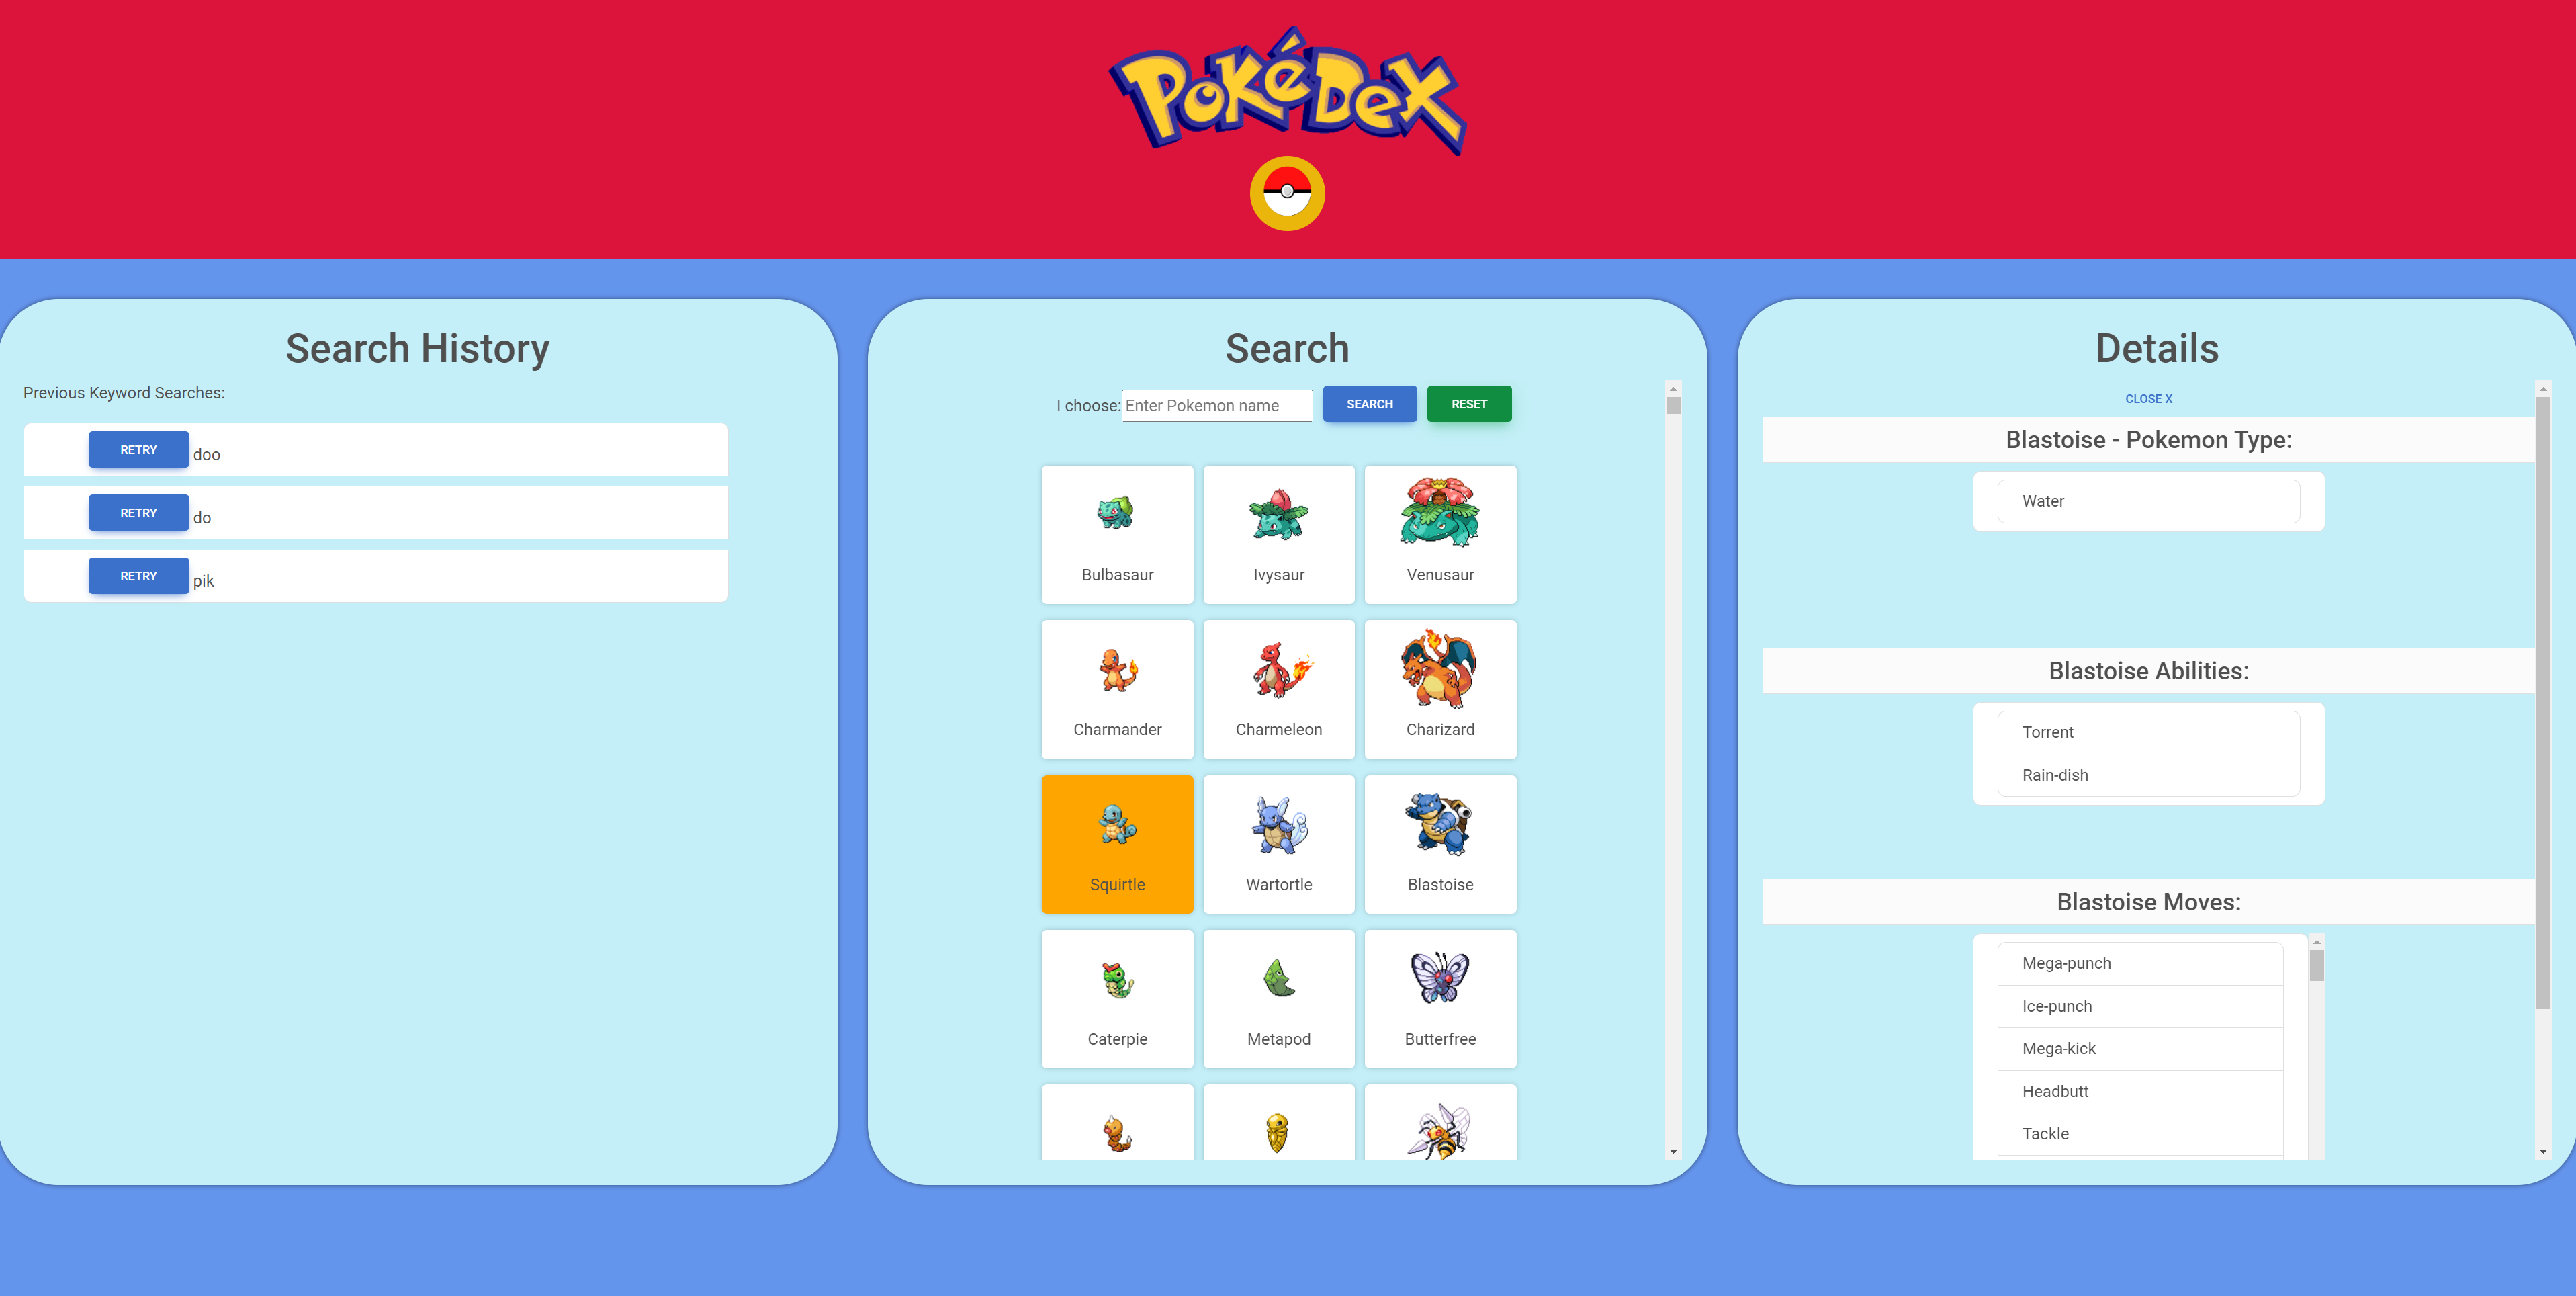 PoKéDex
Search History
Previous Keyword Searches:
RETRY doo
RETRY do
RETRY pik
Search
I choose: Enter Pokemon name SEARCH RESET
Bulbasaur Ivysaur Venusaur
Charmander Charmeleon Charizard
Squirtle Wartortle Blastoise
Caterpie Metapod Butterfree
Details
CLOSE X
Blastoise - Pokemon Type:
Water
Blastoise Abilities:
Torrent
Rain-dish
Blastoise Moves:
Mega-punch
Ice-punch
Mega-kick
Headbutt
Tackle